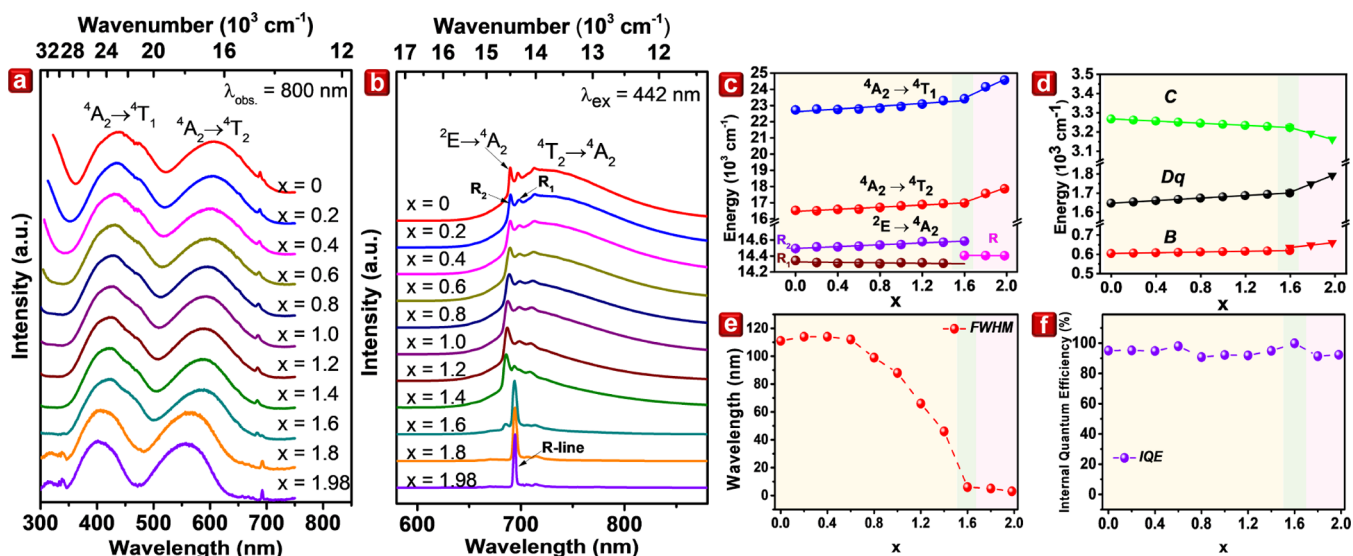 a
Wavenumber (10³ cm⁻¹)
32 28 24 20 16 12
λobs. = 800 nm
⁴A₂→⁴T₁
⁴A₂→⁴T₂
x = 0
x = 0.2
x = 0.4
x = 0.6
x = 0.8
x = 1.0
x = 1.2
x = 1.4
x = 1.6
x = 1.8
x = 1.98
Intensity (a.u.)
300 350 400 450 500 550 600 650 700 750
Wavelength (nm)
b
Wavenumber (10³ cm⁻¹)
17 16 15 14 13 12
λex = 442 nm
²E→⁴A₂
⁴T₂→⁴A₂
R₂
R₁
x = 0
x = 0.2
x = 0.4
x = 0.6
x = 0.8
x = 1.0
x = 1.2
x = 1.4
x = 1.6
x = 1.8
x = 1.98
R-line
Intensity (a.u.)
600 700 800
Wavelength (nm)
c
Energy (10³ cm⁻¹)
25
24
23
22
21
18
17
16
14.6
14.4
14.2
⁴A₂→⁴T₁
⁴A₂→⁴T₂
²E→⁴A₂
R₂
R₁
R
0.0 0.4 0.8 1.2 1.6 2.0
x
d
Energy (10³ cm⁻¹)
3.5
3.3
3.2
3.1
1.8
1.7
1.6
0.7
0.6
0.5
C
Dq
B
0.0 0.4 0.8 1.2 1.6 2.0
x
e
Wavelength (nm)
120
100
80
60
40
20
0
FWHM
0.0 0.4 0.8 1.2 1.6 2.0
x
f
Internal Quantum Efficiency (%)
100
80
60
40
20
0
IQE
0.0 0.4 0.8 1.2 1.6 2.0
x